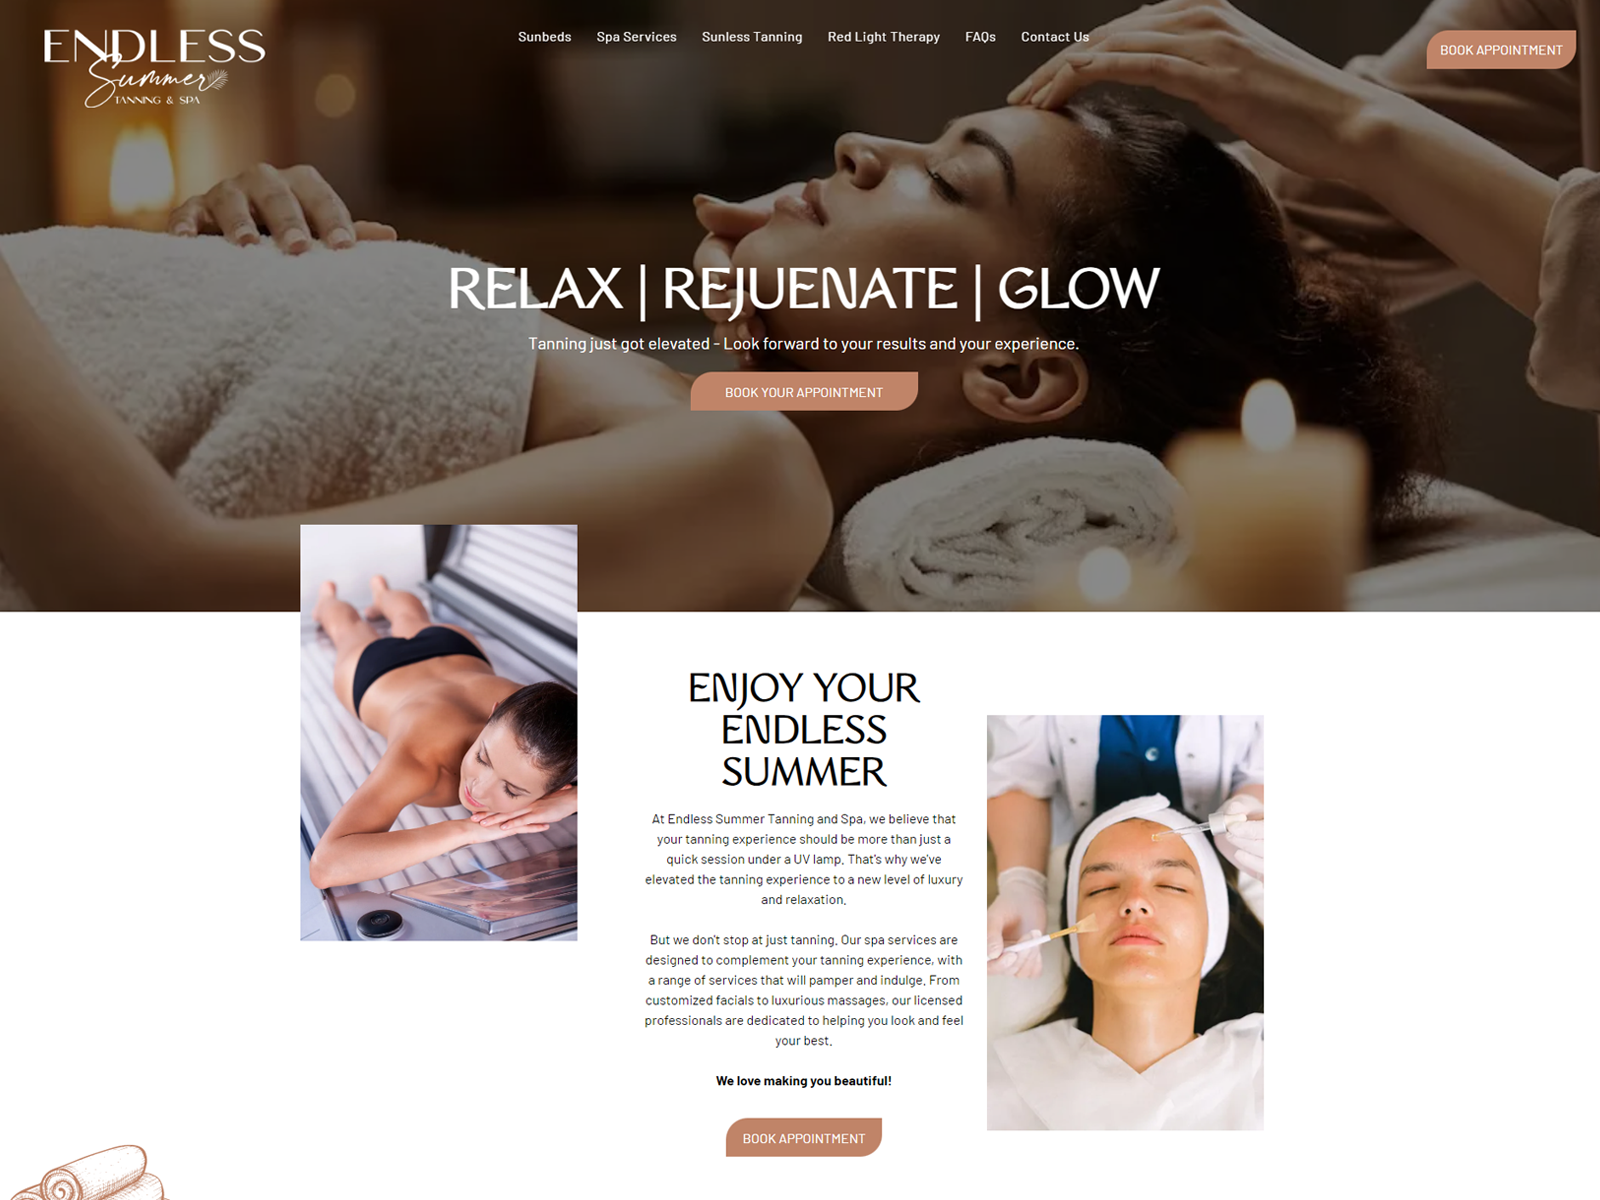 ENDLESS
Summer
TANNING & SPA
Sunbeds Spa Services Sunless Tanning Red Light Therapy FAQs Contact Us
BOOK APPOINTMENT
RELAX | REJUENATE | GLOW
Tanning just got elevated - Look forward to your results and your experience.
BOOK YOUR APPOINTMENT
ENJOY YOUR
ENDLESS
SUMMER
At Endless Summer Tanning and Spa, we believe that
your tanning experience should be more than just a
quick session under a UV lamp. That's why we've
elevated the tanning experience to a new level of luxury
and relaxation.
But we don't stop at just tanning. Our spa services are
designed to complement your tanning experience, with
a range of services that will pamper and indulge. From
customized facials to luxurious massages, our licensed
professionals are dedicated to helping you look and feel
your best.
We love making you beautiful!
BOOK APPOINTMENT